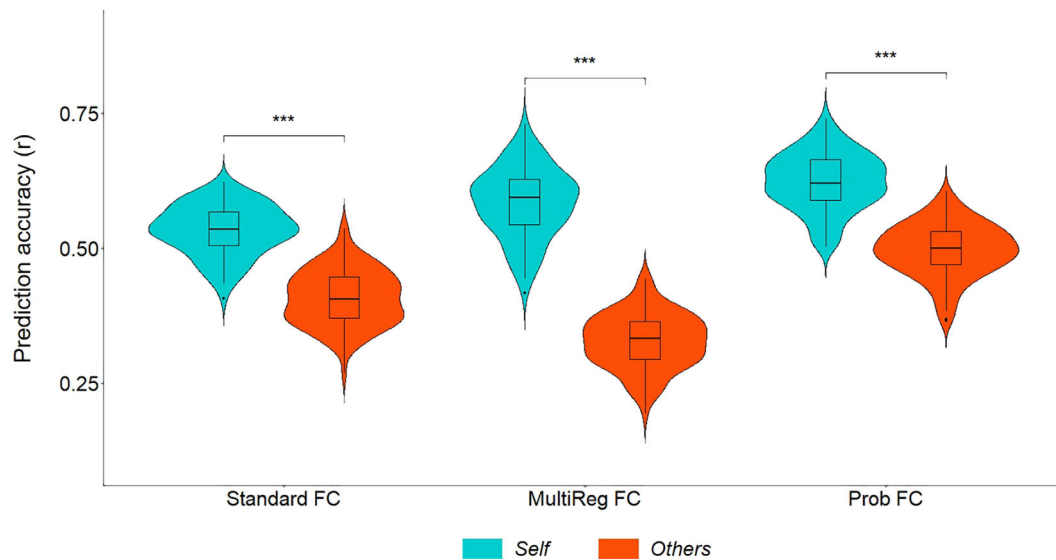 ***
***
***
0.75
0.50
0.25
Prediction accuracy (r)
Standard FC MultiReg FC Prob FC
Self Others